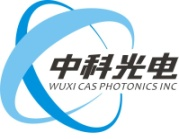 中科光电
WUXI CAS PHOTONICS INC